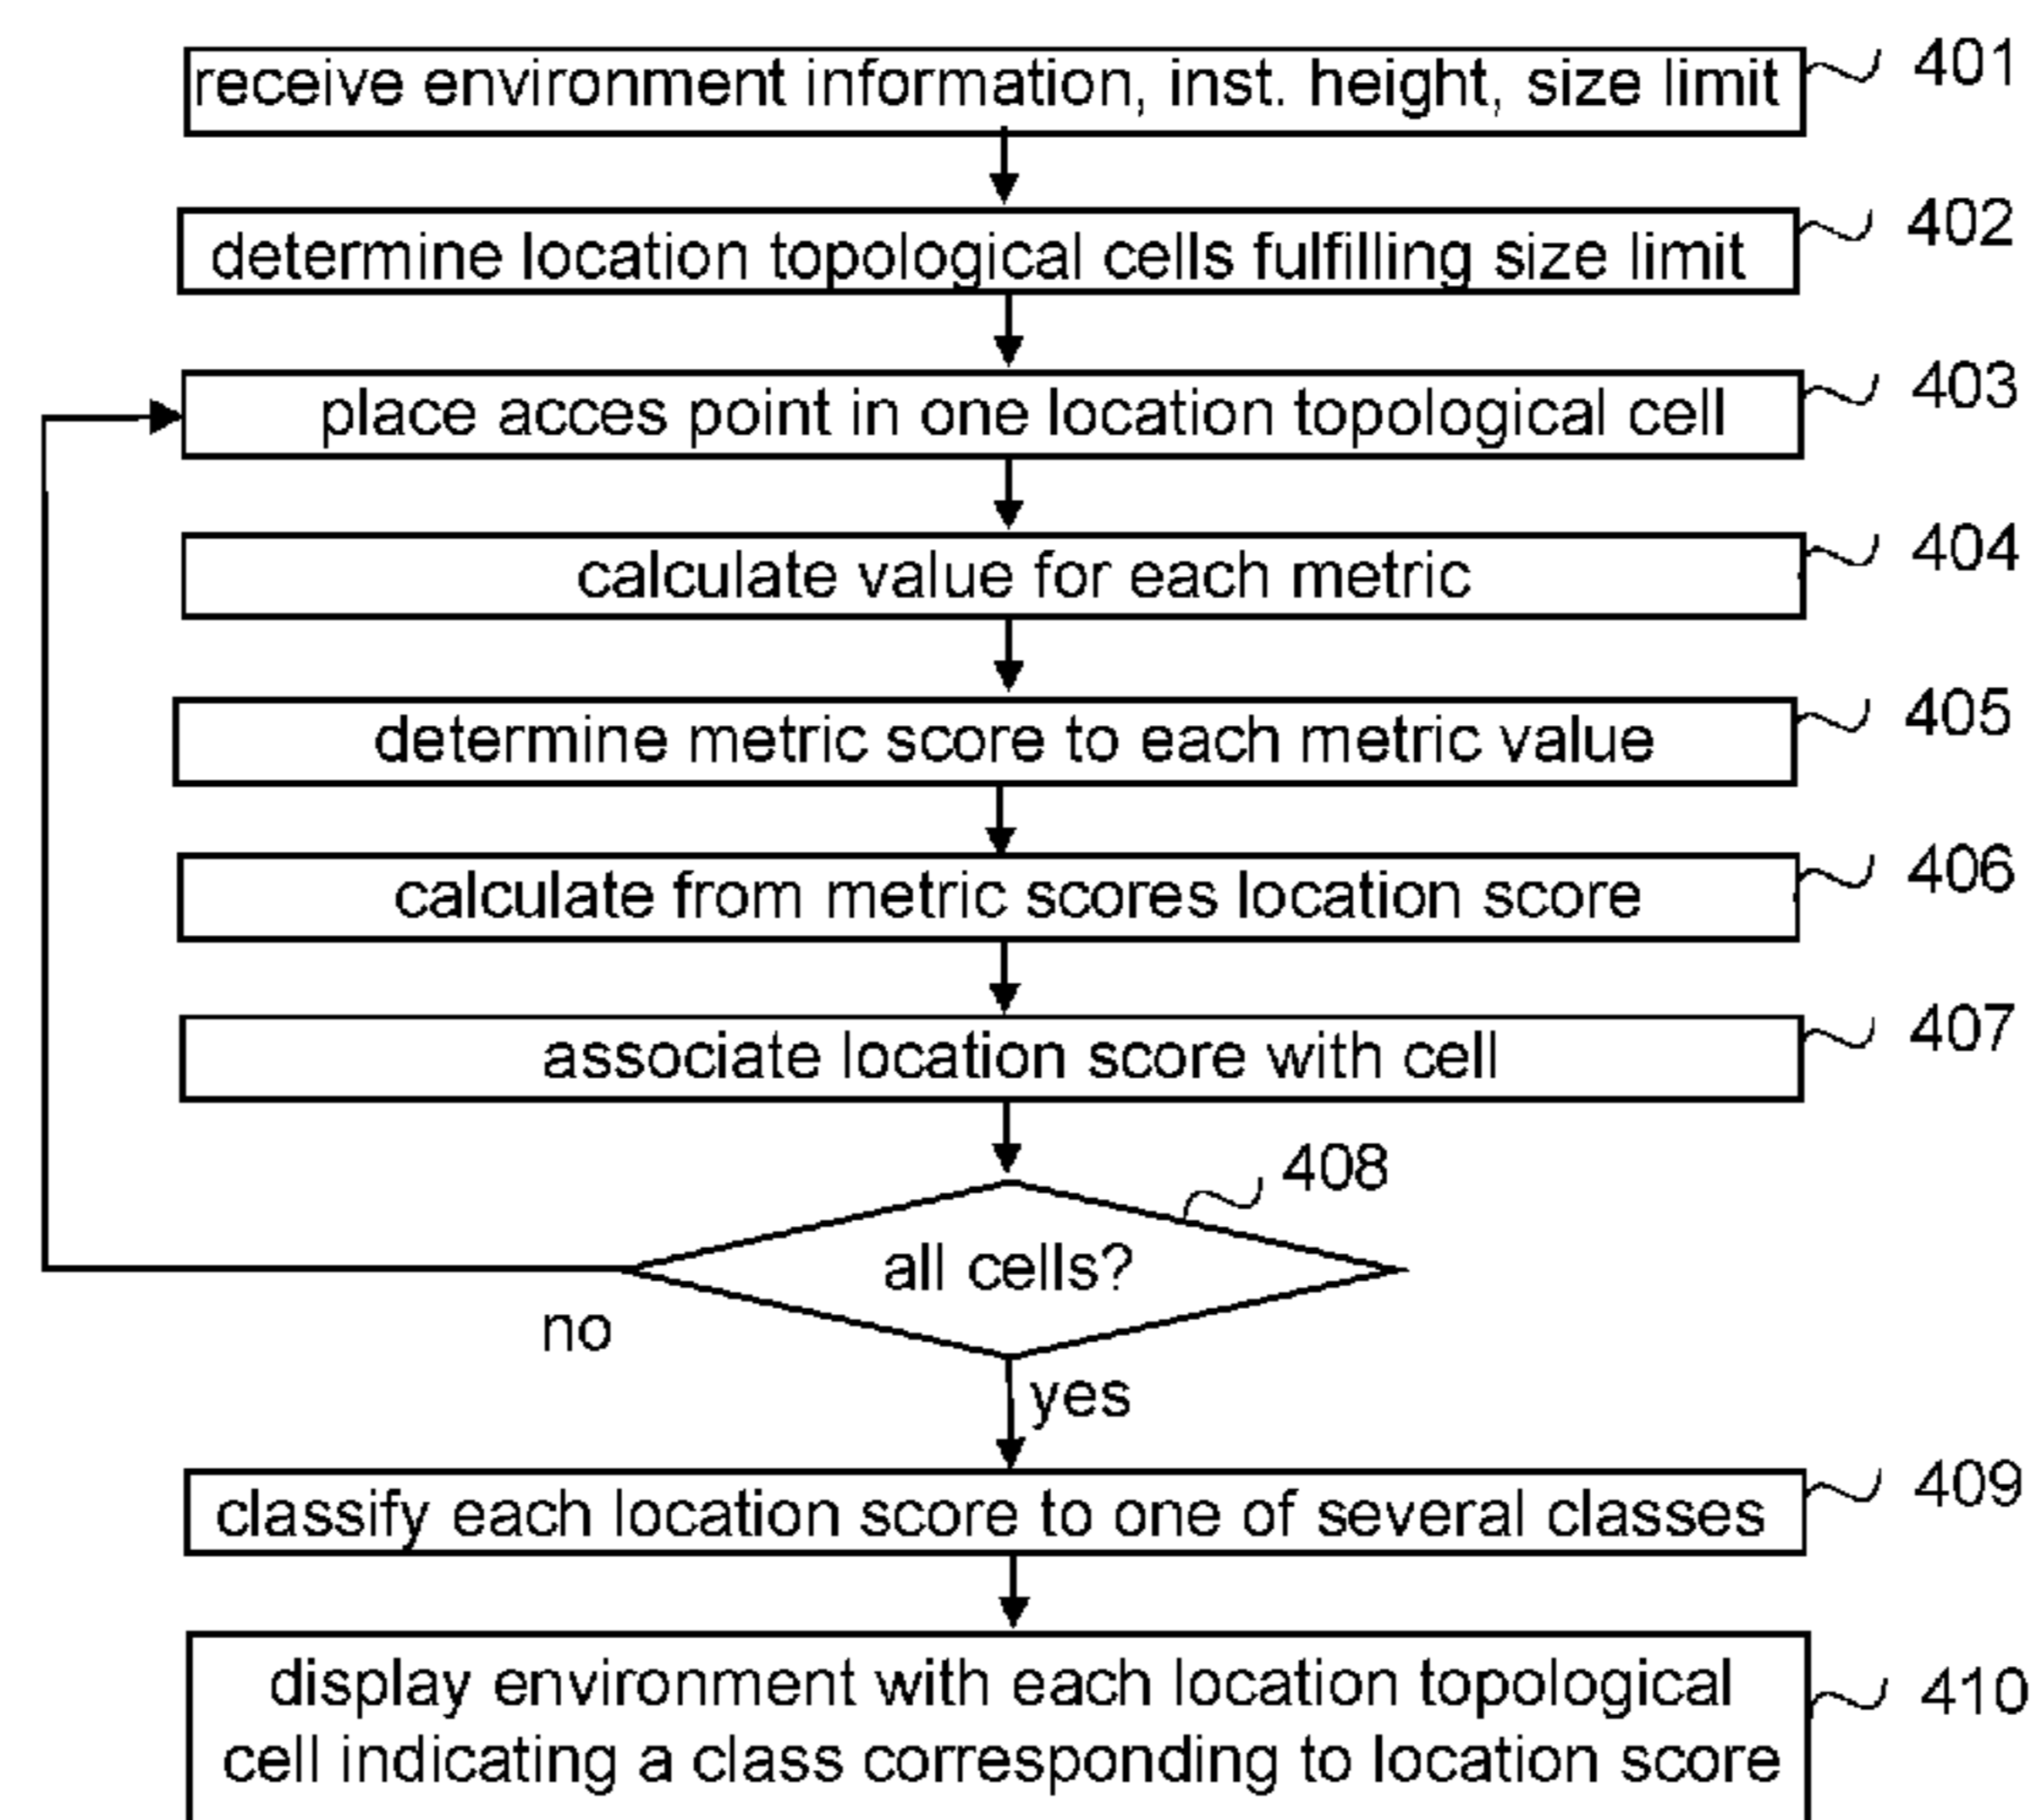 receive environment information, inst. height, size limit
401
determine location topological cells fulfilling size limit
402
place acces point in one location topological cell
403
calculate value for each metric
404
determine metric score to each metric value
405
calculate from metric scores location score
406
associate location score with cell
407
408
all cells?
no
yes
classify each location score to one of several classes
409
display environment with each location topological
cell indicating a class corresponding to location score
410